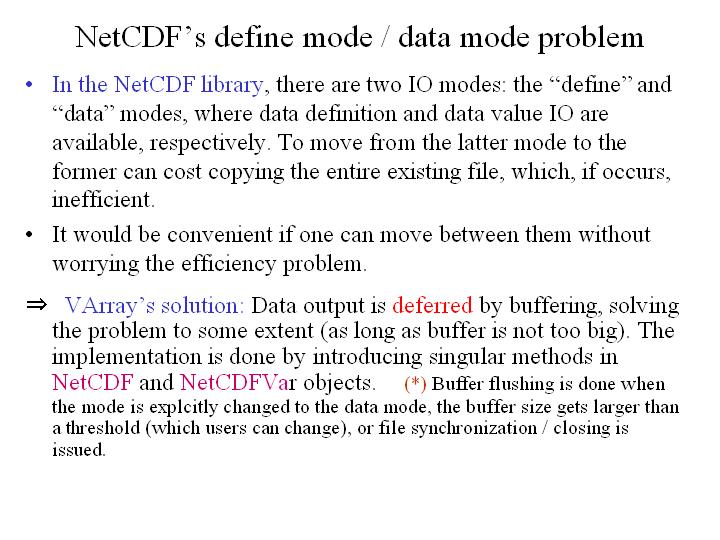 NetCDF's define mode / data mode problem
• In the NetCDF library, there are two IO modes: the “define” and
“data” modes, where data definition and data value IO are
available, respectively. To move from the latter mode to the
former can cost copying the entire existing file, which, if occurs,
inefficient.
• It would be convenient if one can move between them without
worrying the efficiency problem.
⇒ VArray's solution: Data output is deferred by buffering, solving
the problem to some extent (as long as buffer is not too big). The
implementation is done by introducing singular methods in
NetCDF and NetCDFVar objects. (*) Buffer flushing is done when
the mode is explcitly changed to the data mode, the buffer size gets larger than
a threshold (which users can change), or file synchronization / closing is
issued.